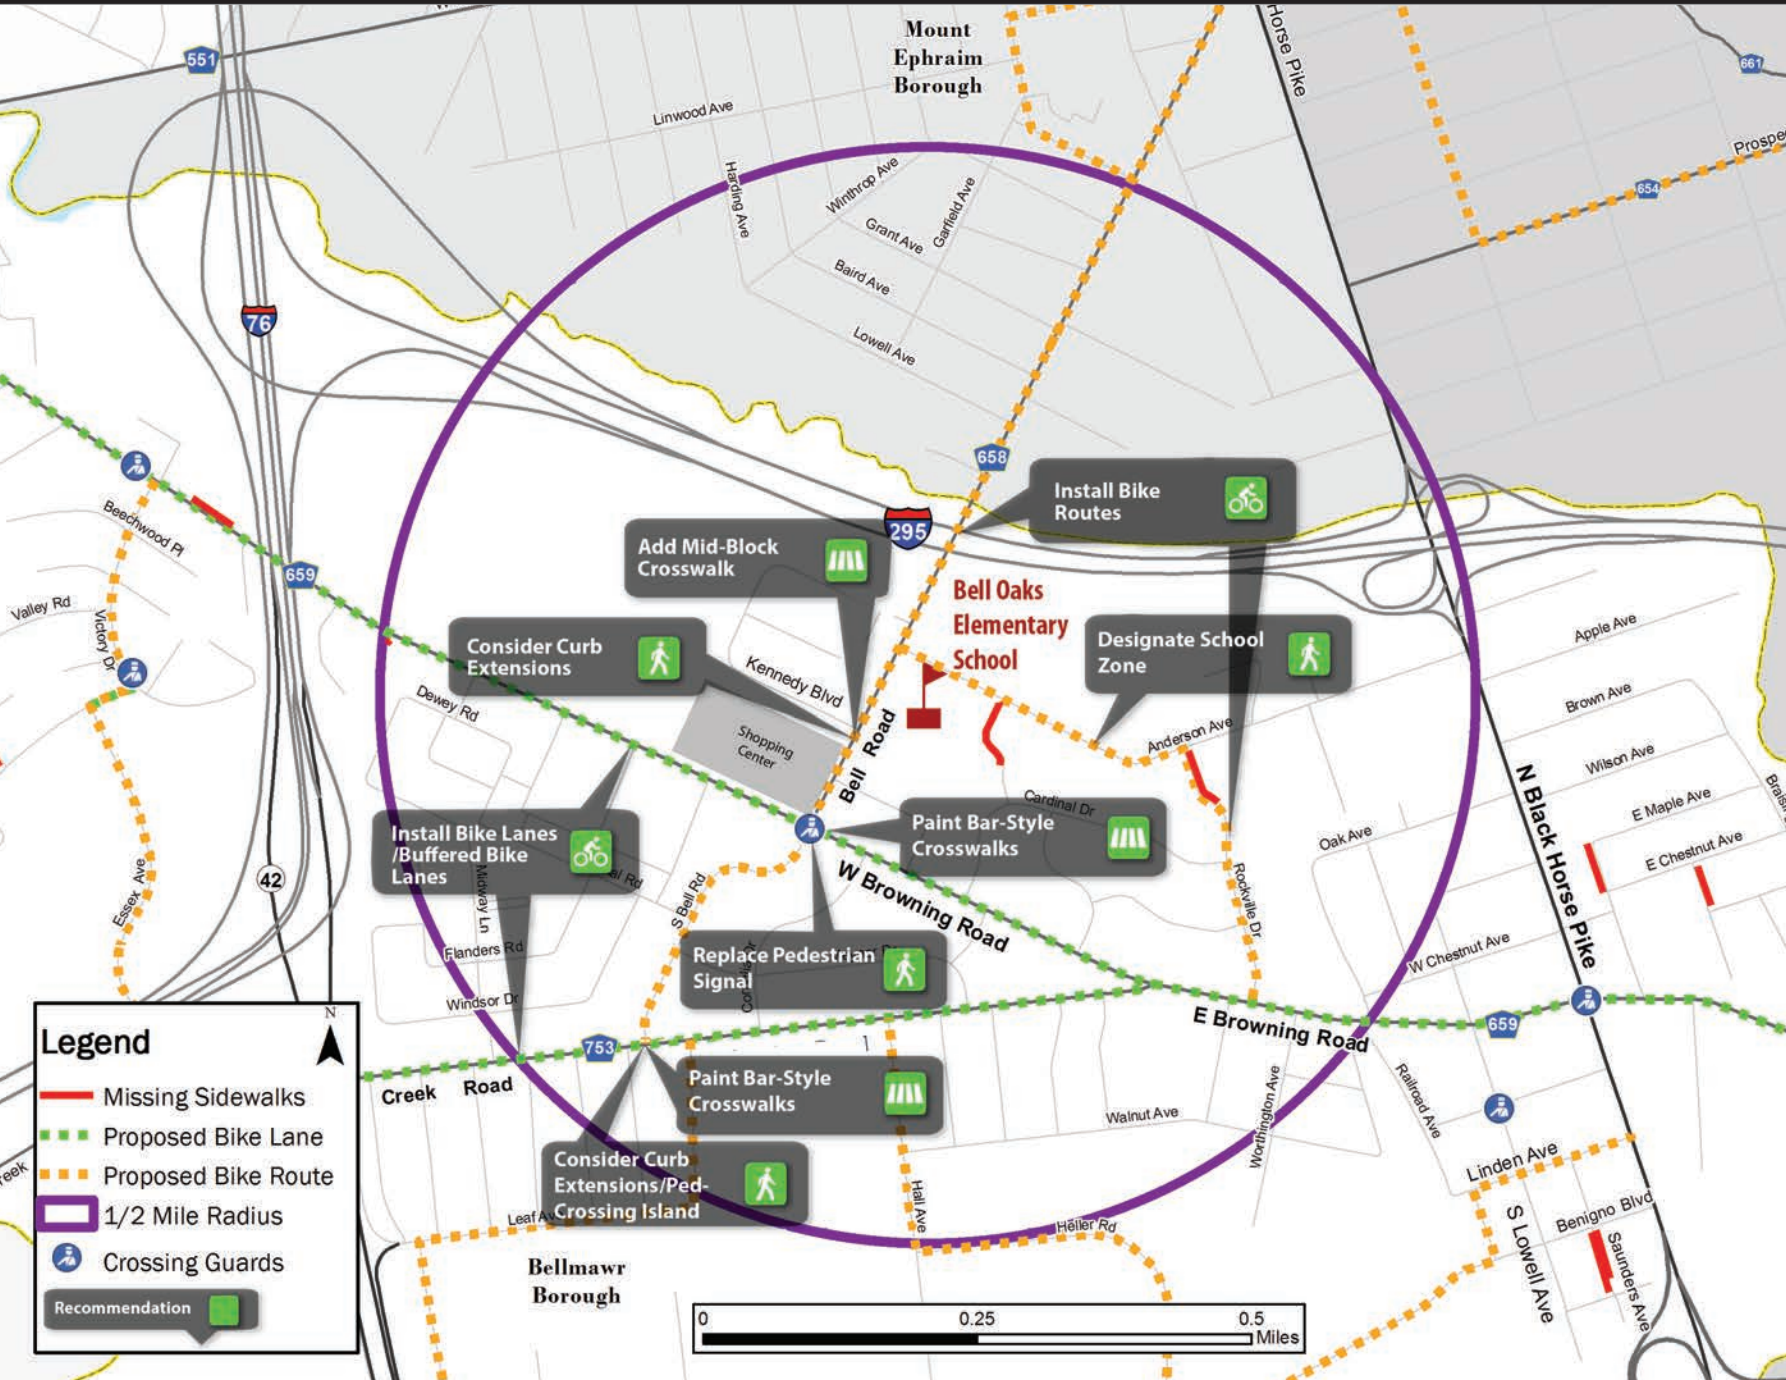 Mount
Ephraim
Borough
551
Horse Pike
661
Linwood Ave
Prospec
Harding Ave
Winthrop Ave
Garfield Ave
Grant Ave
654
Baird Ave
76
Lowell Ave
658
Install Bike
Routes
Beechwood Pl
295
Add Mid-Block
Crosswalk
659
Bell Oaks
Elementary
School
Valley Rd
Victory Dr
Consider Curb
Extensions
Designate School
Zone
Apple Ave
Kennedy Blvd
Dewey Rd
Brown Ave
Shopping
Center
Bell Road
Anderson Ave
Wilson Ave
Install Bike Lanes
/Buffered Bike
Lanes
Paint Bar-Style
Crosswalks
Cardinal Dr
Oak Ave
E Maple Ave
E Chestnut Ave
N Black Horse Pike
42
Essex Ave
Midway Ln
al Rd
S Bell Rd
W Browning Road
Rockville Dr
Flanders Rd
Replace Pedestrian
Signal
W Chestnut Ave
Windsor Dr
E Browning Road
659
753
Creek Road
Paint Bar-Style
Crosswalks
Walnut Ave
Worthington Ave
Railroad Ave
Consider Curb
Extensions/Ped-
Crossing Island
Linden Ave
Leaf Av
Hall Ave
Heller Rd
S Lowell Ave
Benigno Blvd
Saunders Ave
Bellmawr
Borough
Legend
N
Missing Sidewalks
Proposed Bike Lane
Proposed Bike Route
1/2 Mile Radius
Crossing Guards
Recommendation
reek
0 0.25 0.5
Miles